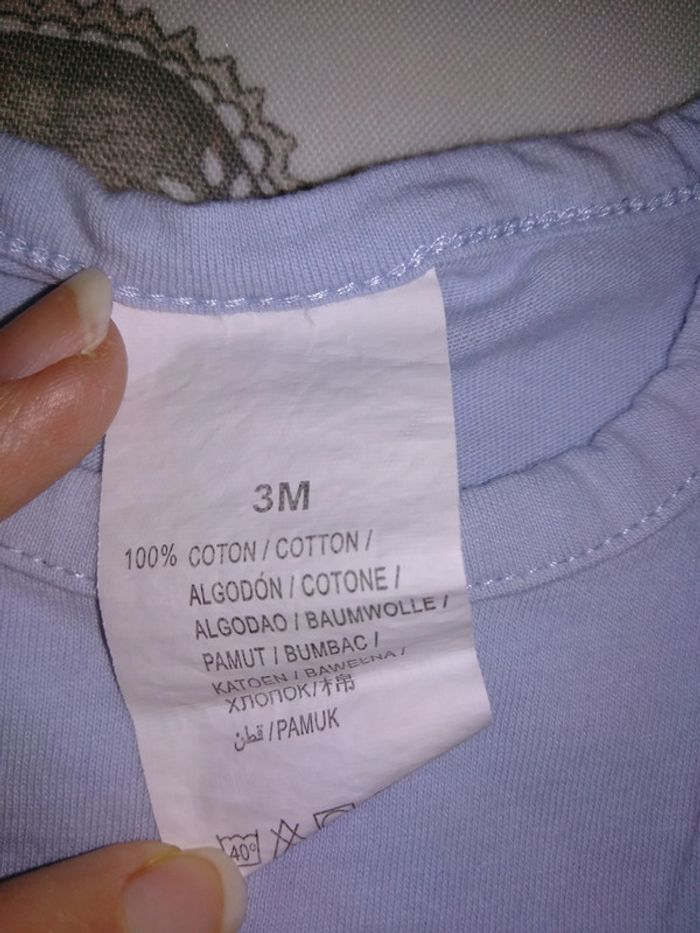 3M
100% COTON / COTTON /
ALGODÓN / COTONE /
ALGODAO / BAUMWOLLE /
PAMUT / BUMBAC /
KATOEN / BAWEŁNA /
ХЛОПОК/棉
قطن /PAMUK
40°